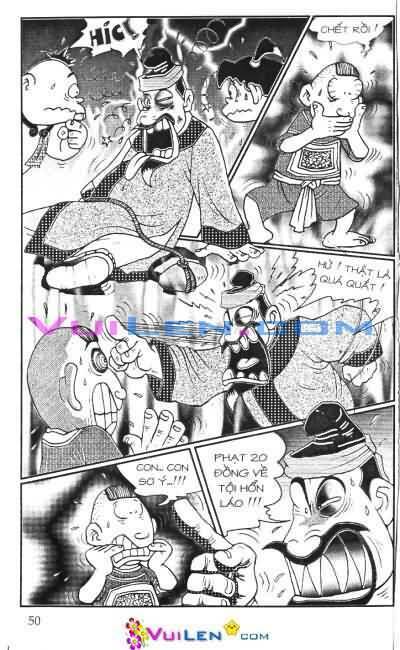 HÍC!
CHẾT RỒI!
HỪ! THẬT LÀ
QUÁ QUẮT!
VUILEN.COM
CON... CON
SƠ Ý...!!!
PHẠT 20
ĐỒNG VỀ
TỘI HỖN
LÁO!!!
50
VUILEN COM